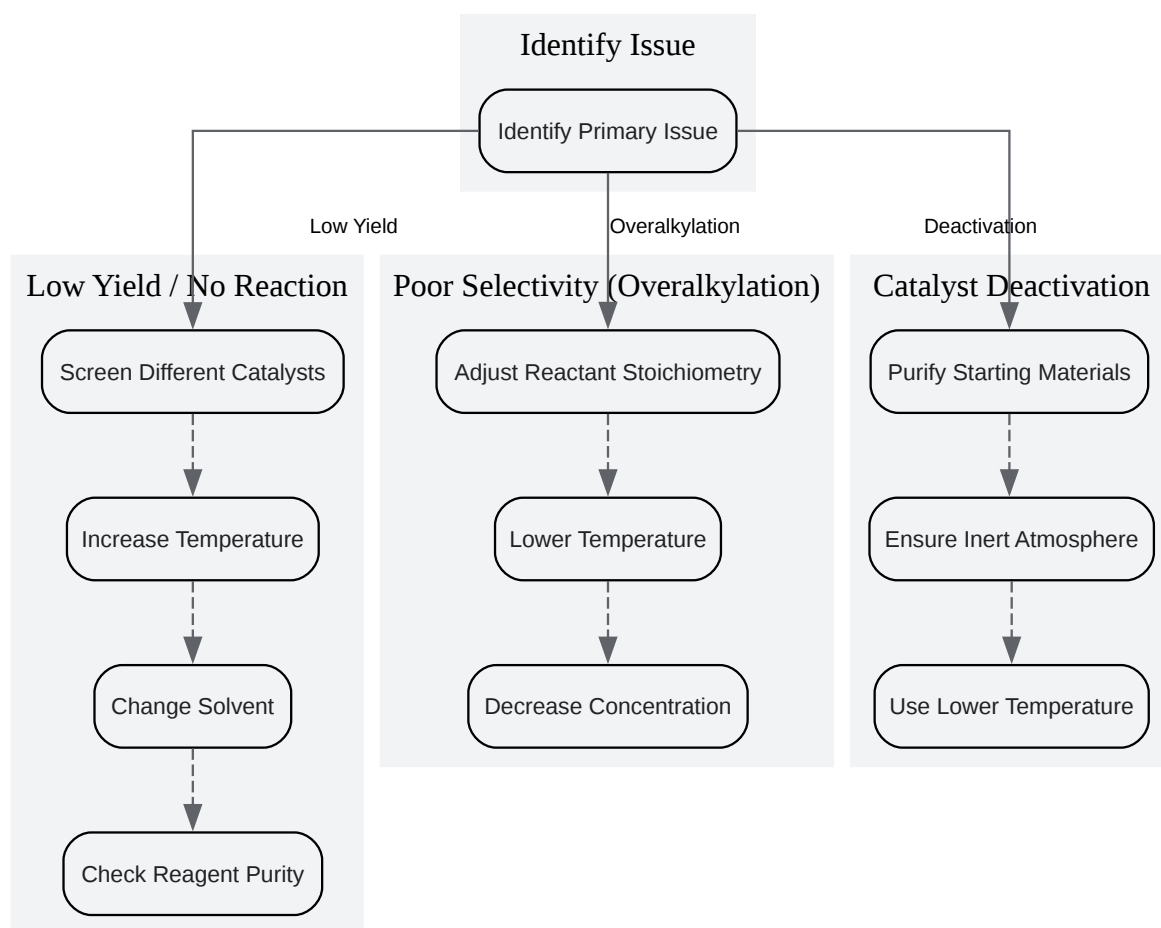 Identify Issue
Identify Primary Issue
Low Yield
Overalkylation
Deactivation
Low Yield / No Reaction
Poor Selectivity (Overalkylation)
Catalyst Deactivation
Screen Different Catalysts
Adjust Reactant Stoichiometry
Purify Starting Materials
Increase Temperature
Lower Temperature
Ensure Inert Atmosphere
Change Solvent
Decrease Concentration
Use Lower Temperature
Check Reagent Purity